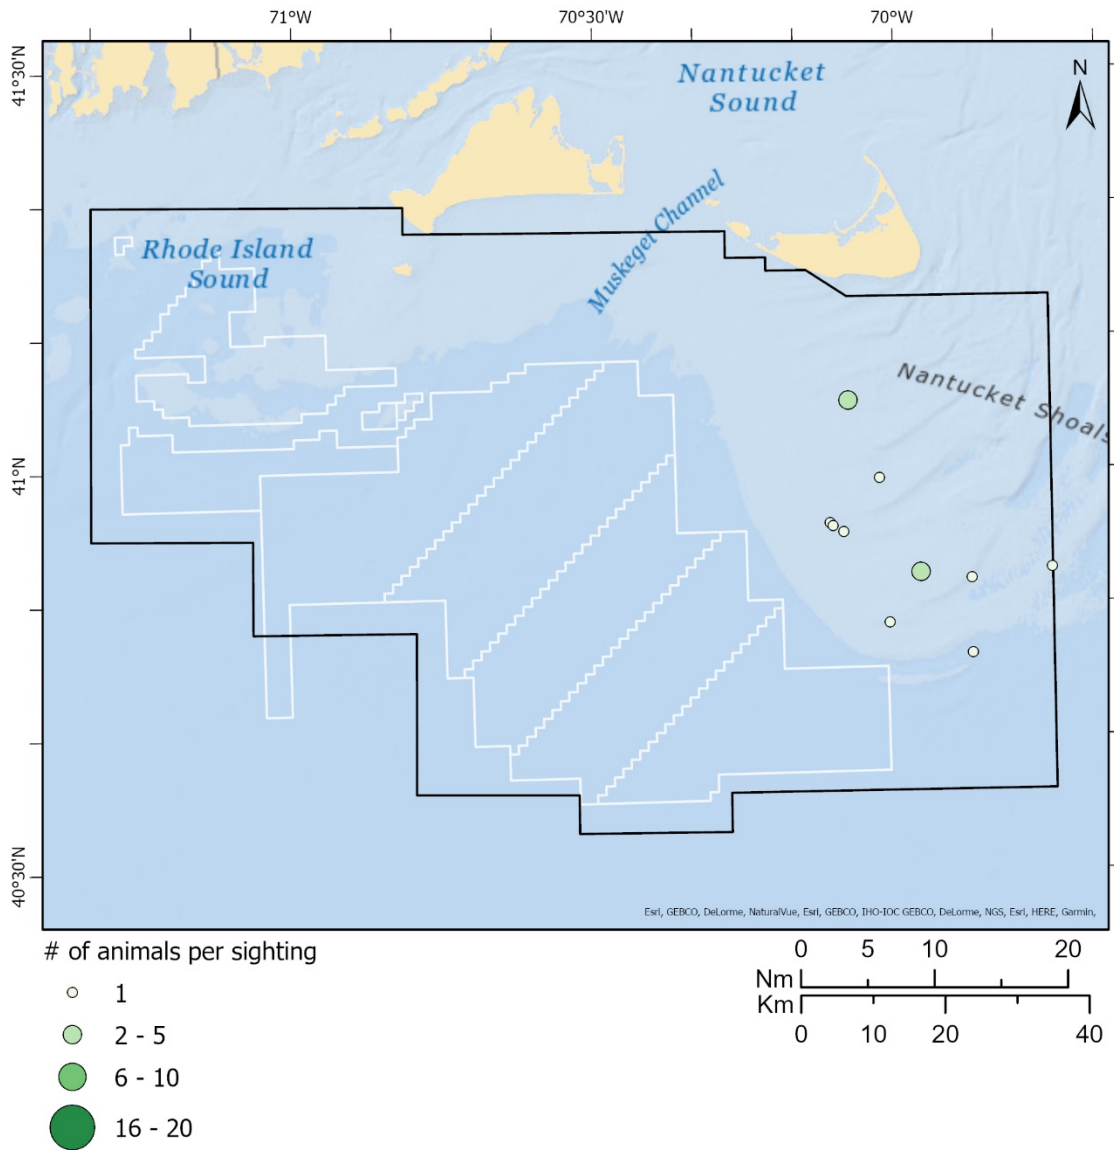 71°W
70°30'W
70°W
41°30'N
41°N
40°30'N
N
Nantucket
Sound
Muskeget Channel
Rhode Island
Sound
Nantucket Shoals
Esri, GEBCO, DeLorme, NaturalVue, Esri, GEBCO, IHO-IOC GEBCO, DeLorme, NGS, Esri, HERE, Garmin,
# of animals per sighting
1
2 - 5
6 - 10
16 - 20
0 5 10 20
Nm
Km
0 10 20 40